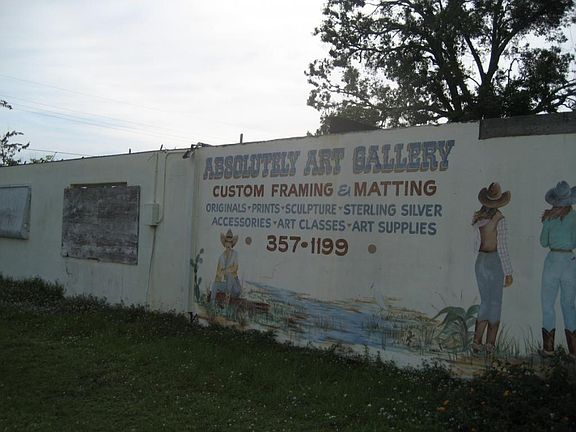 ABSOLUTELY ART GALLERY
CUSTOM FRAMING & MATTING
ORIGINALS • PRINTS • SCULPTURE • STERLING SILVER
ACCESSORIES • ART CLASSES • ART SUPPLIES
• 357-1199 •